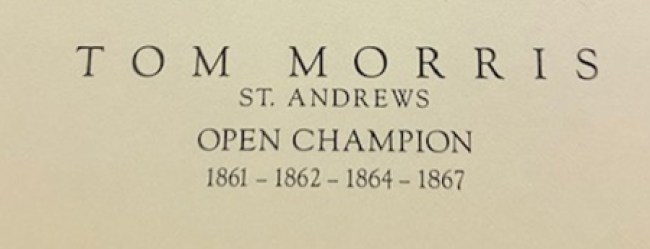 TOM MORRIS
ST. ANDREWS
OPEN CHAMPION
1861 – 1862 – 1864 – 1867